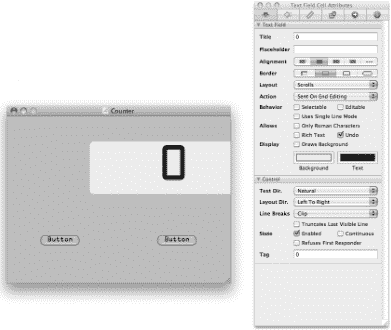 Counter
0
Button
Button
Text Field Cell Attributes
Text Field
Title 0
Placeholder
Alignment
Border
Layout Scrolls
Action Sent On End Editing
Behavior Selectable Editable
Uses Single Line Mode
Allows Only Roman Characters
Rich Text Undo
Display Draws Background
Background Text
Control
Text Dir. Natural
Layout Dir. Left To Right
Line Breaks Clip
Truncates Last Visible Line
State Enabled Continuous
Refuses First Responder
Tag 0